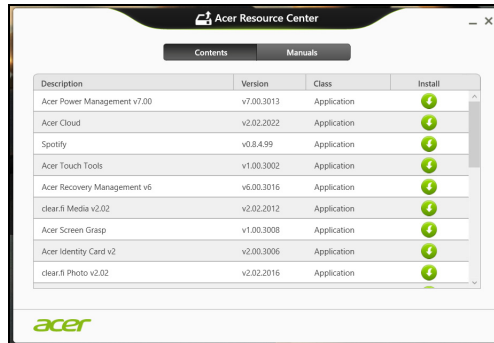 Acer Resource Center
Contents Manuals
Description Version Class Install
Acer Power Management v7.00 v7.00.3013 Application
Acer Cloud v2.02.2022 Application
Spotify v0.8.4.99 Application
Acer Touch Tools v1.00.3002 Application
Acer Recovery Management v6 v6.00.3016 Application
clear.fi Media v2.02 v2.02.2012 Application
Acer Screen Grasp v1.00.3008 Application
Acer Identity Card v2 v2.00.3006 Application
clear.fi Photo v2.02 v2.02.2016 Application
acer